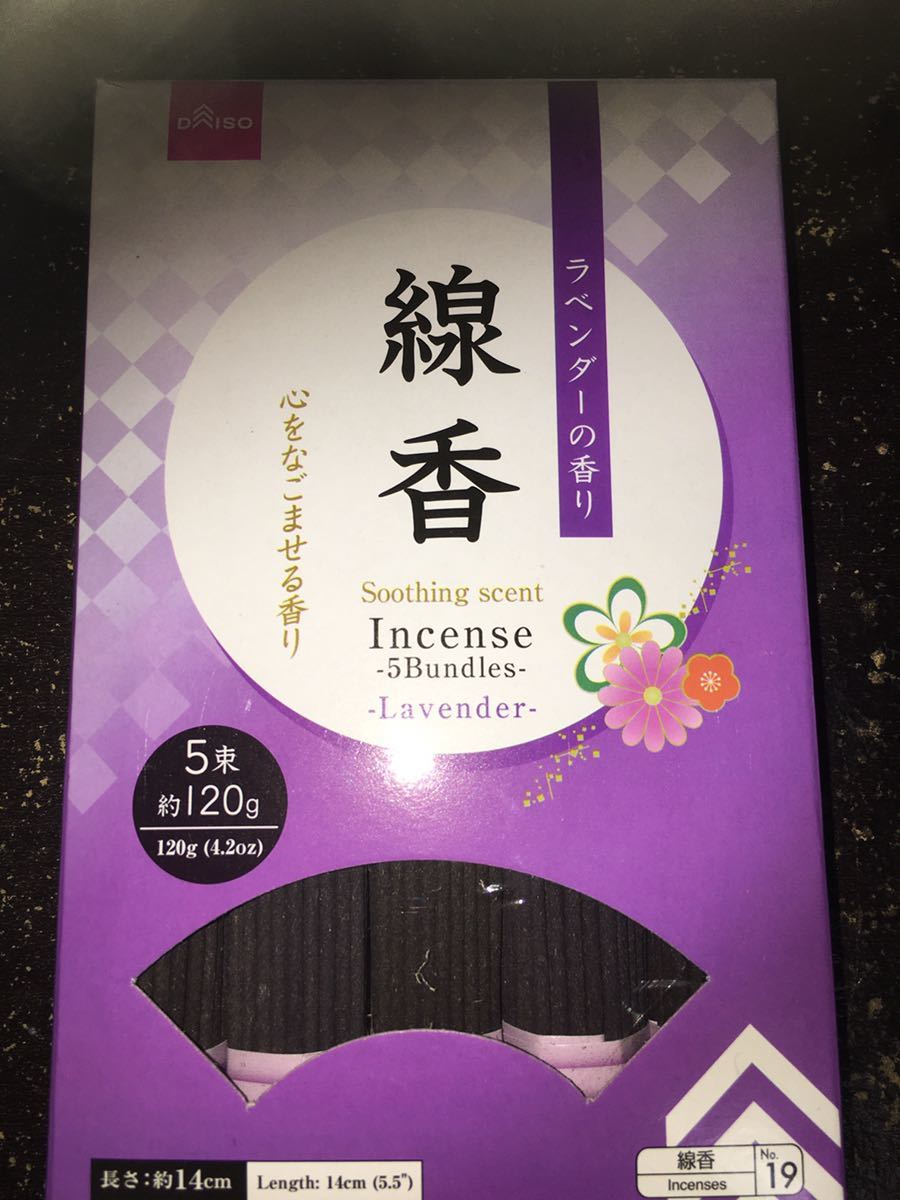 DAISO
ラベンダーの香り
線香
心をなごませる香り
Soothing scent
Incense
-5Bundles-
-Lavender-
5束
約120g
120g (4.2oz)
長さ:約14cm
Length: 14cm (5.5")
線香
Incenses
No.
19